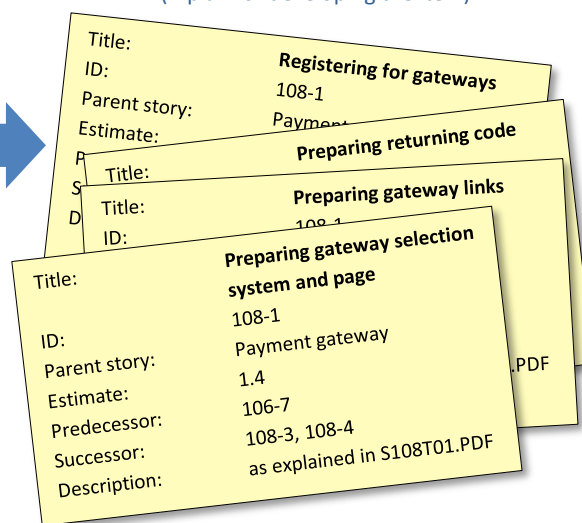 Title: Registering for gateways
ID: 108-1
Parent story:
Estimate:
Title: Preparing returning code
Title: Preparing gateway links
ID: 108-1
Title: Preparing gateway selection
system and page
ID: 108-1
Parent story: Payment gateway
Estimate: 1.4
Predecessor: 106-7
Successor: 108-3, 108-4
Description: as explained in S108T01.PDF
.PDF